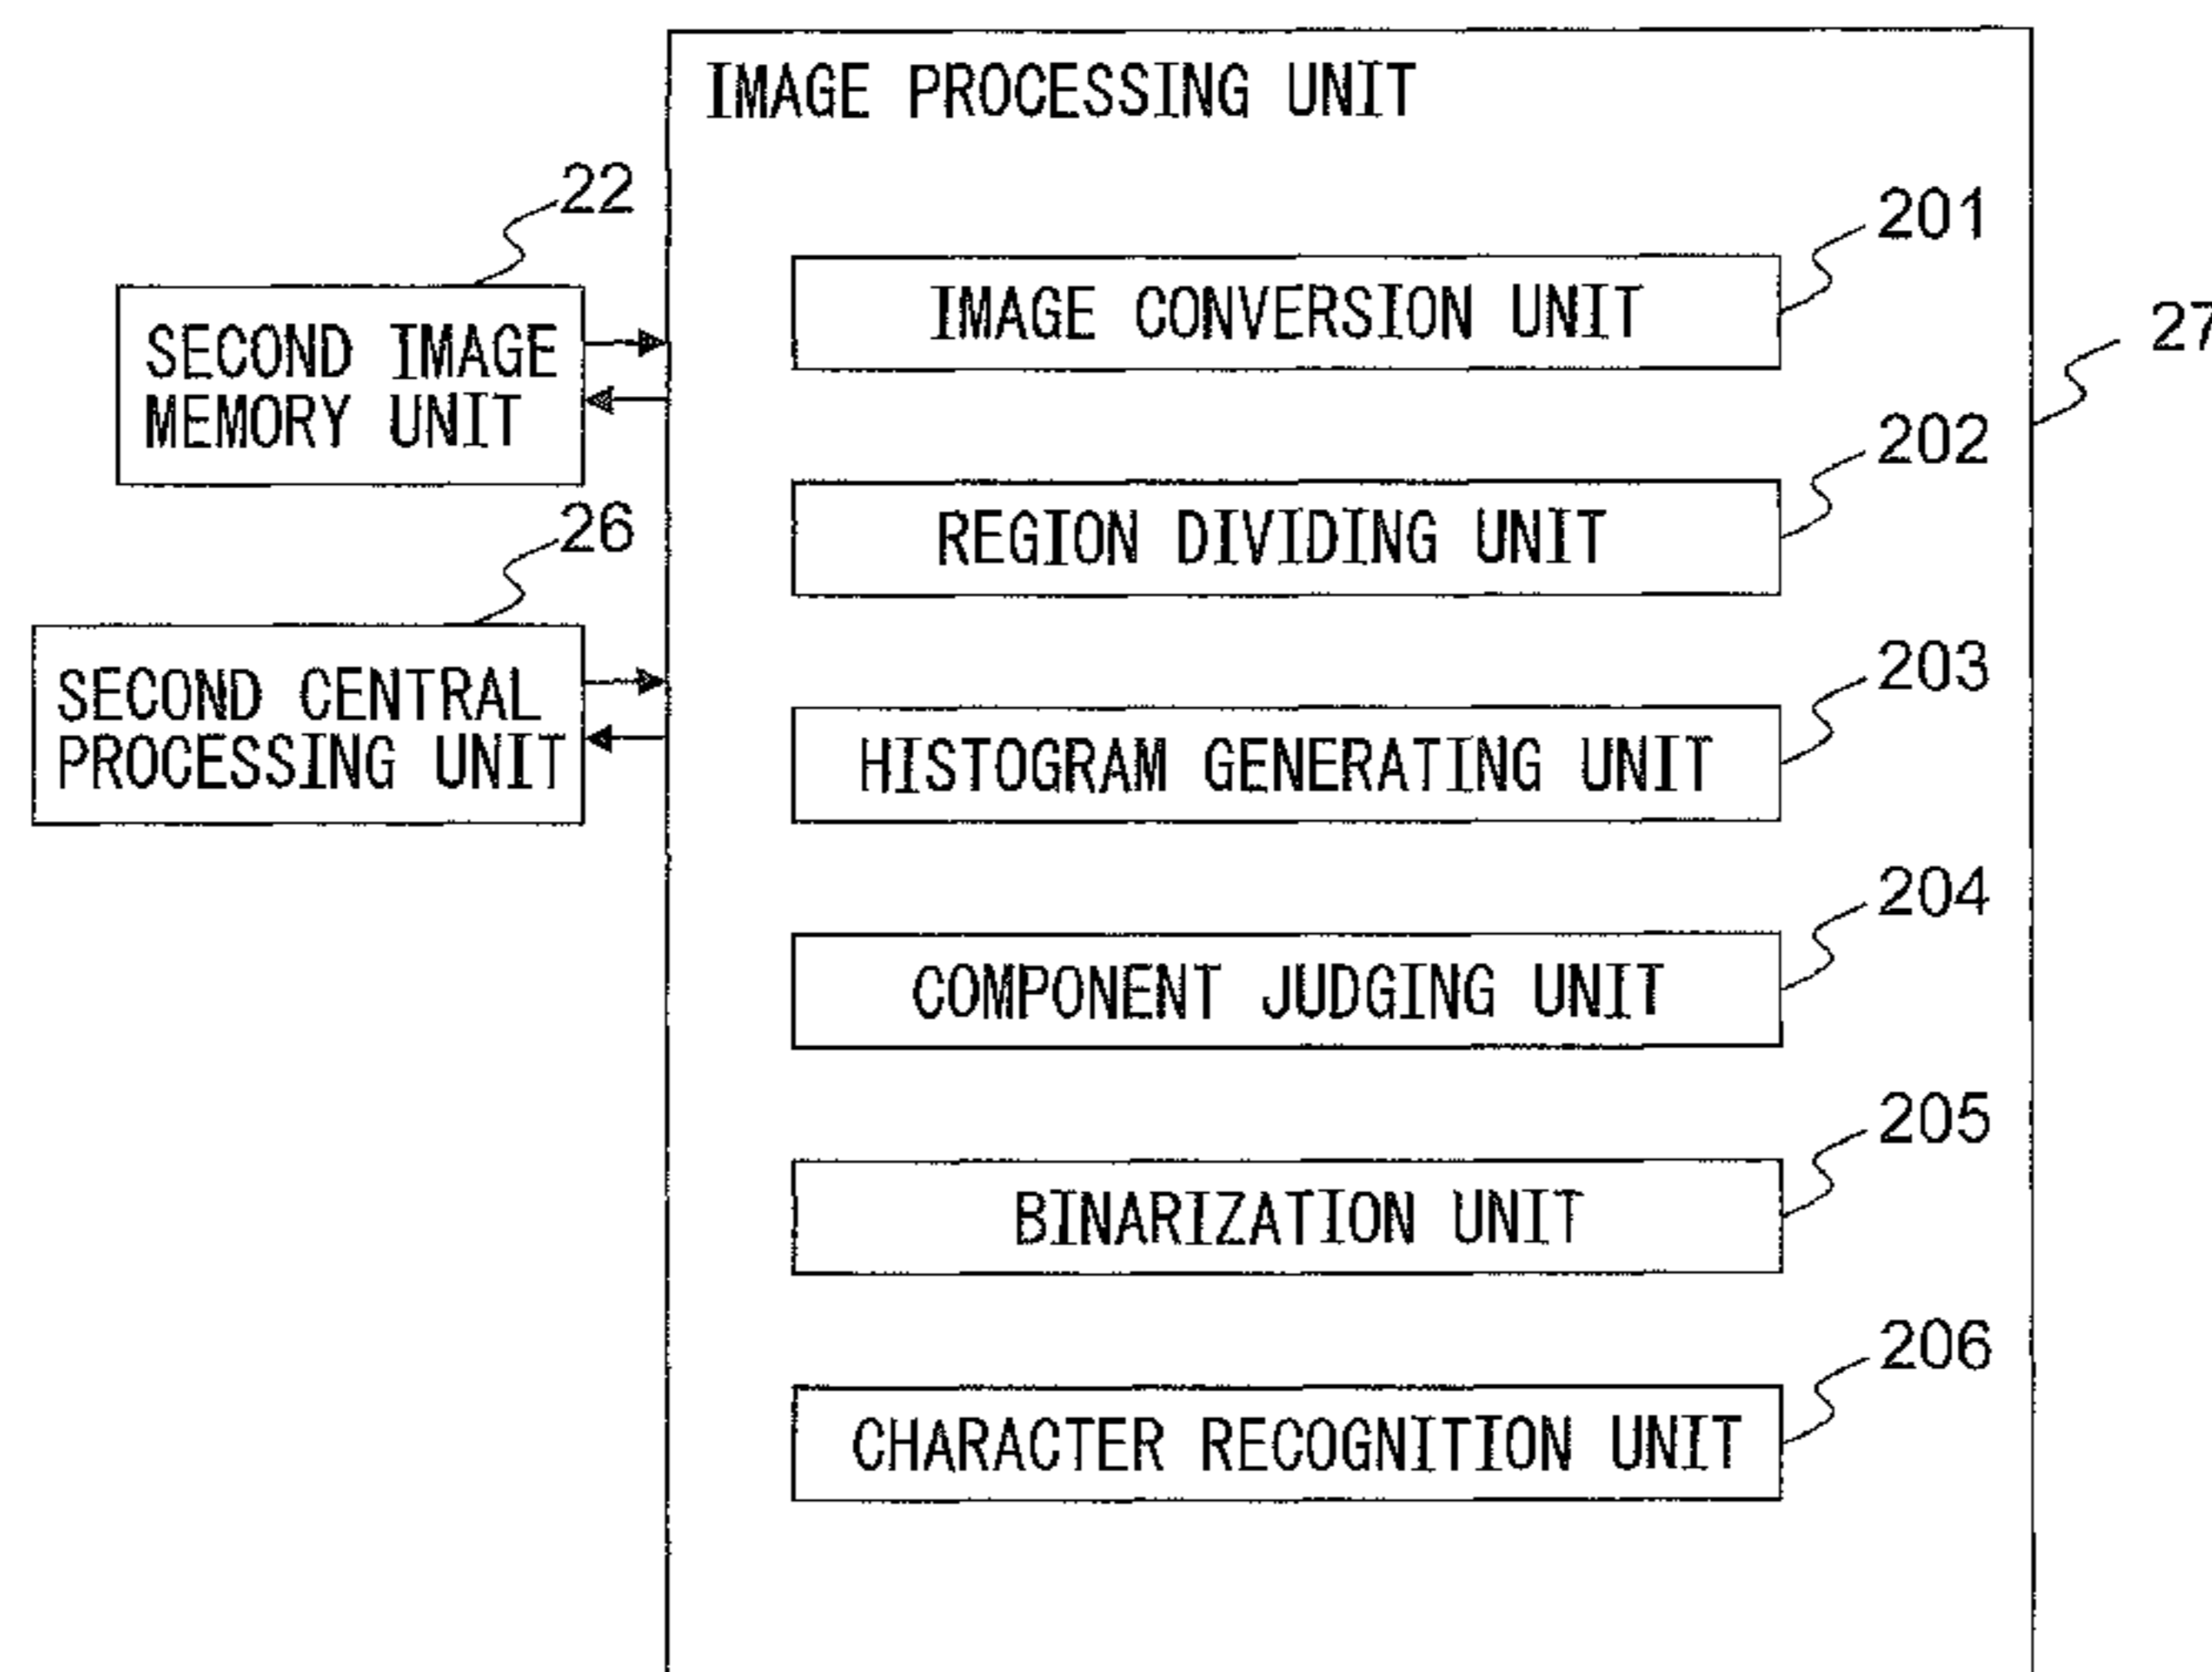 IMAGE PROCESSING UNIT
22
201
SECOND IMAGE
MEMORY UNIT
IMAGE CONVERSION UNIT
27
202
REGION DIVIDING UNIT
26
203
SECOND CENTRAL
PROCESSING UNIT
HISTOGRAM GENERATING UNIT
204
COMPONENT JUDGING UNIT
205
BINARIZATION UNIT
206
CHARACTER RECOGNITION UNIT